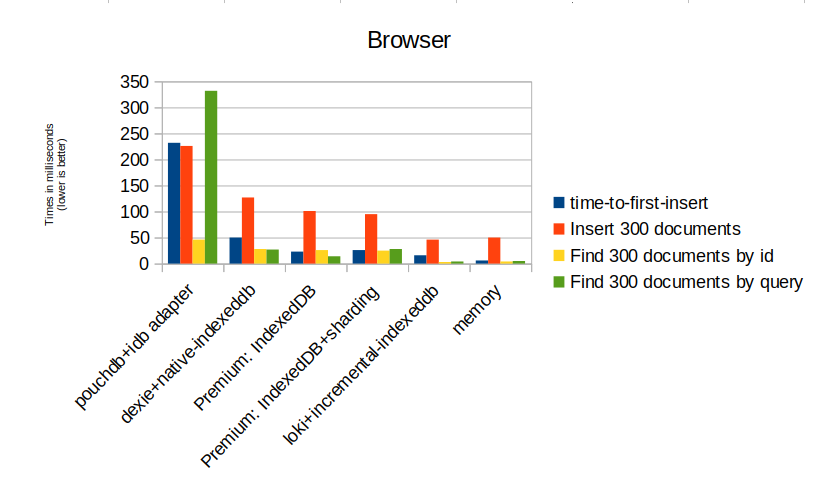 Browser
Times in milliseconds
(lower is better)
350
300
250
200
150
100
50
0
pouchdb+idb adapter
dexie+native-indexeddb
Premium: IndexedDB
Premium: IndexedDB+sharding
loki+incremental-indexeddb
memory
time-to-first-insert
Insert 300 documents
Find 300 documents by id
Find 300 documents by query